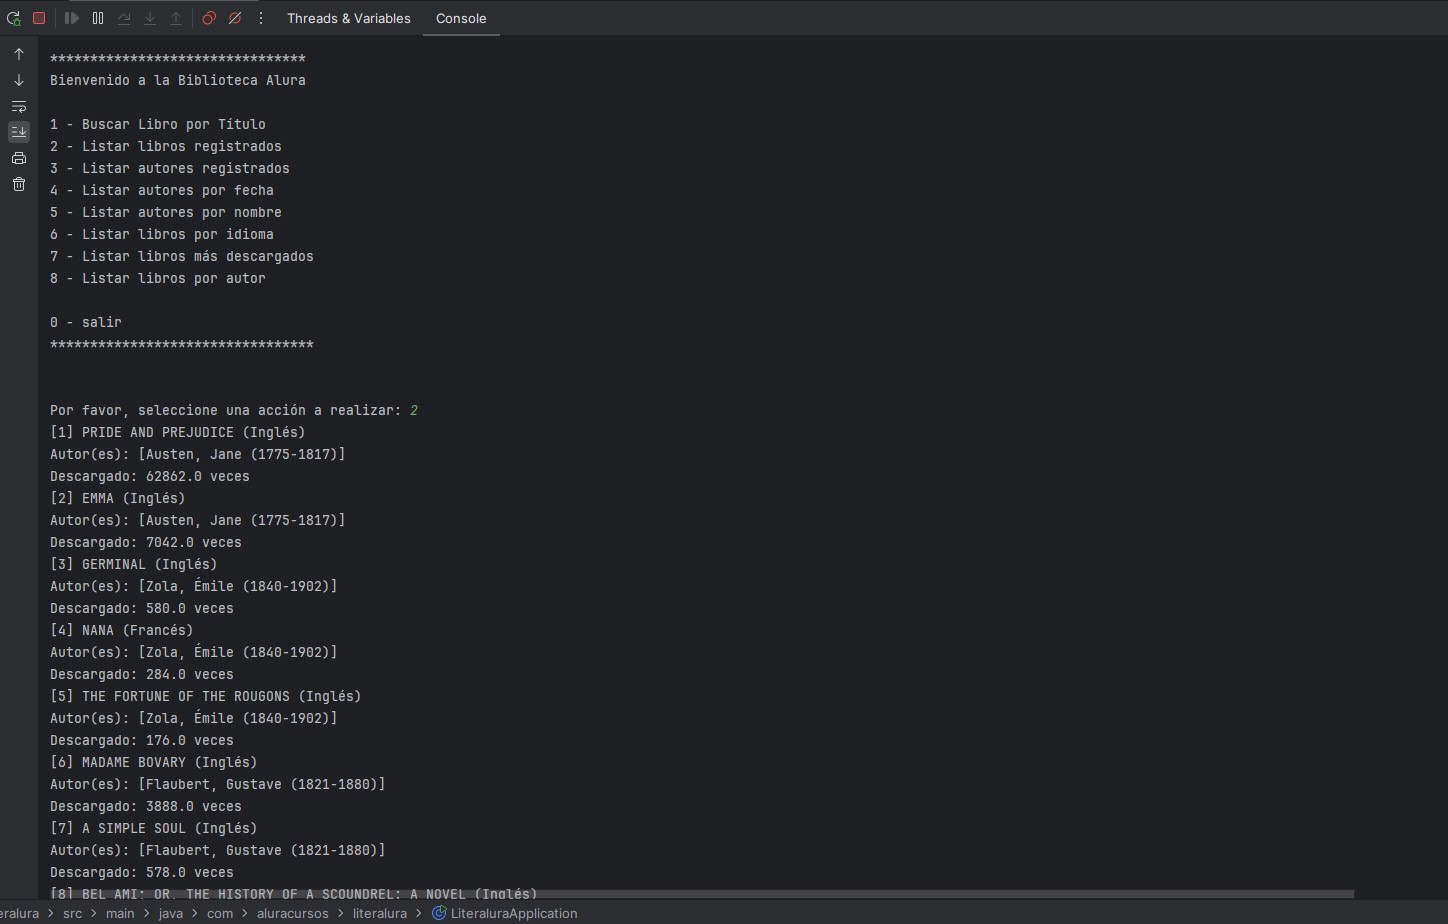 Threads & Variables Console
********************************
Bienvenido a la Biblioteca Alura
1 - Buscar Libro por Título
2 - Listar libros registrados
3 - Listar autores registrados
4 - Listar autores por fecha
5 - Listar autores por nombre
6 - Listar libros por idioma
7 - Listar libros más descargados
8 - Listar libros por autor
0 - salir
*********************************
Por favor, seleccione una acción a realizar: 2
[1] PRIDE AND PREJUDICE (Inglés)
Autor(es): [Austen, Jane (1775-1817)]
Descargado: 62862.0 veces
[2] EMMA (Inglés)
Autor(es): [Austen, Jane (1775-1817)]
Descargado: 7042.0 veces
[3] GERMINAL (Inglés)
Autor(es): [Zola, Émile (1840-1902)]
Descargado: 580.0 veces
[4] NANA (Francés)
Autor(es): [Zola, Émile (1840-1902)]
Descargado: 284.0 veces
[5] THE FORTUNE OF THE ROUGONS (Inglés)
Autor(es): [Zola, Émile (1840-1902)]
Descargado: 176.0 veces
[6] MADAME BOVARY (Inglés)
Autor(es): [Flaubert, Gustave (1821-1880)]
Descargado: 3888.0 veces
[7] A SIMPLE SOUL (Inglés)
Autor(es): [Flaubert, Gustave (1821-1880)]
Descargado: 578.0 veces
[8] BEL AMI; OR, THE HISTORY OF A SCOUNDREL: A NOVEL (Inglés)
eralura > src > main > java > com > aluracursos > literalura > LiteraluraApplication